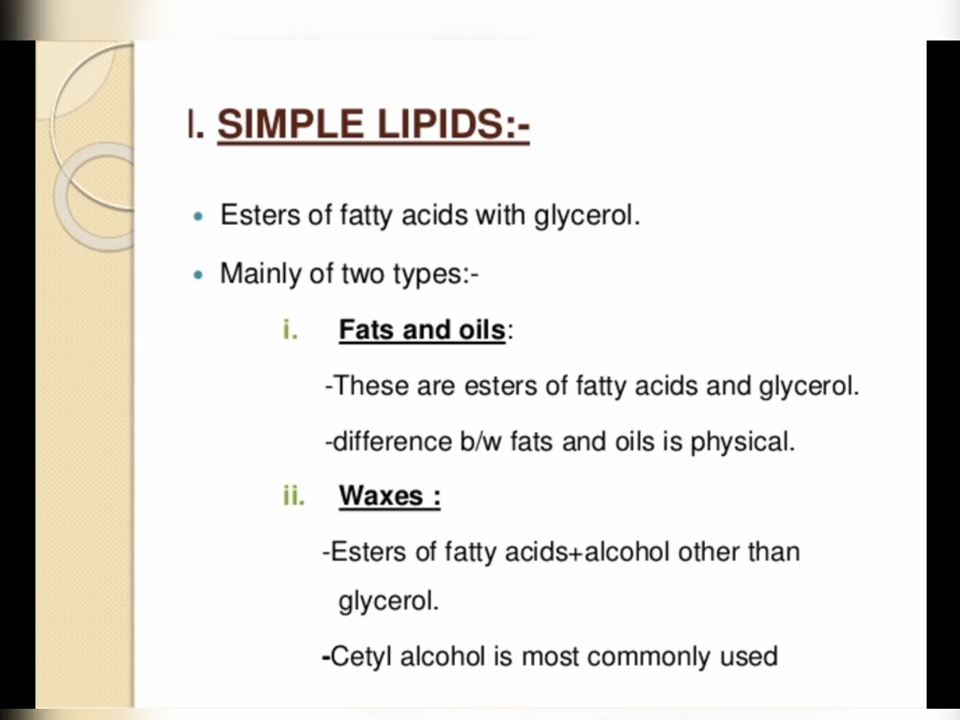 I. SIMPLE LIPIDS:-
• Esters of fatty acids with glycerol.
• Mainly of two types:-
i. Fats and oils:
-These are esters of fatty acids and glycerol.
-difference b/w fats and oils is physical.
ii. Waxes :
-Esters of fatty acids+alcohol other than
glycerol.
-Cetyl alcohol is most commonly used